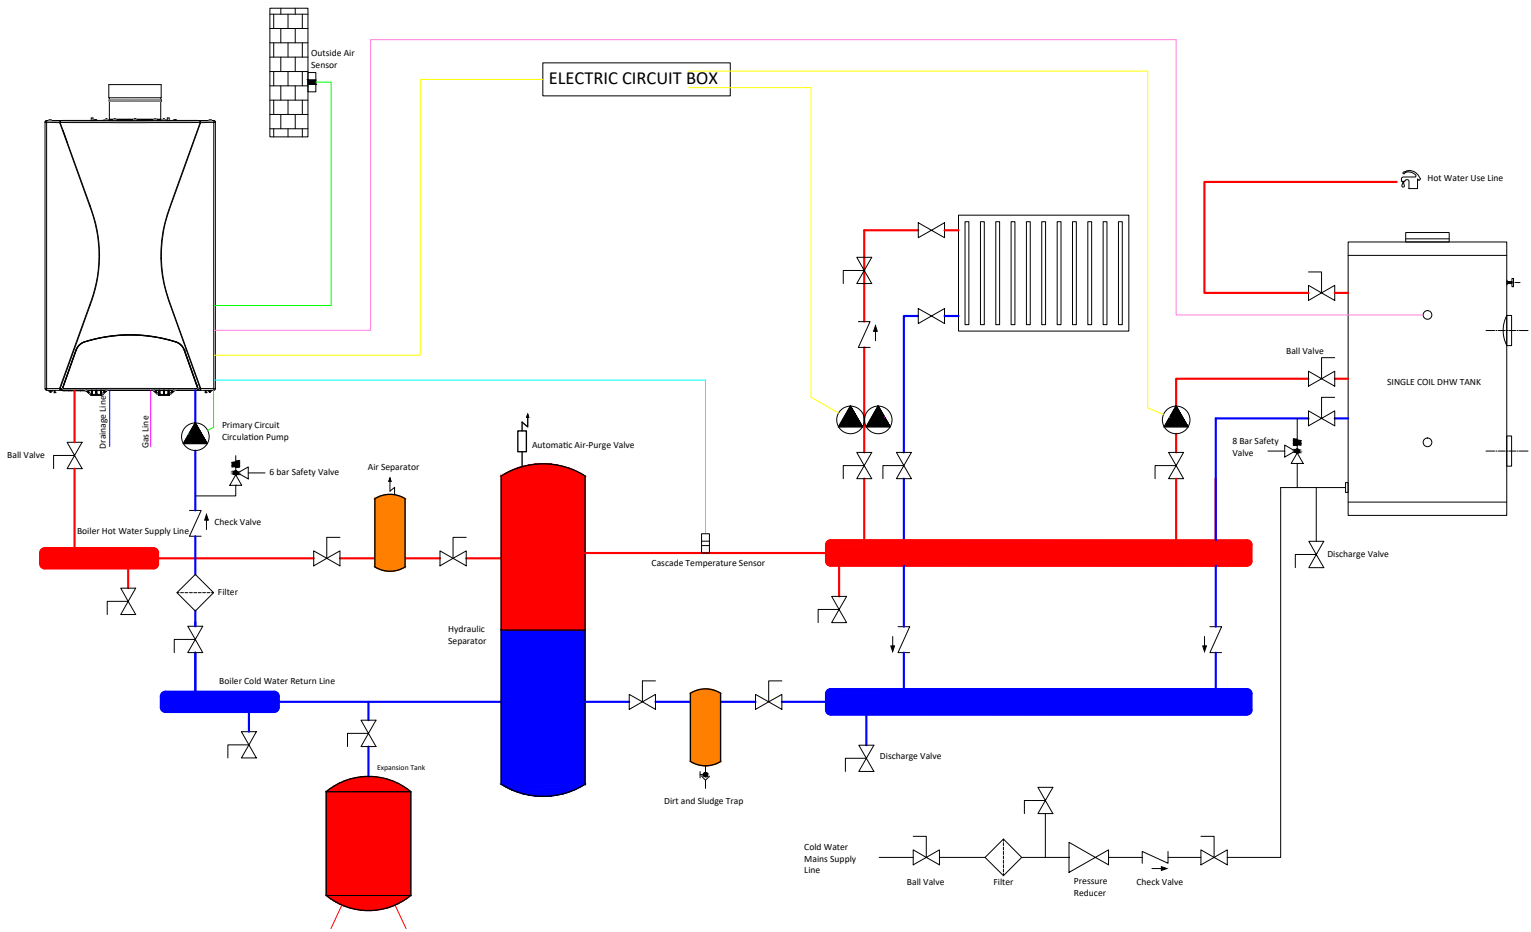 Outside Air
Sensor
ELECTRIC CIRCUIT BOX
Hot Water Use Line
Ball Valve
SINGLE COIL DHW TANK
Drainage Line
Gas Line
Primary Circuit
Circulation Pump
Ball Valve
6 bar Safety Valve
Air Separator
Automatic Air-Purge Valve
8 Bar Safety
Valve
Boiler Hot Water Supply Line
Check Valve
Cascade Temperature Sensor
Discharge Valve
Filter
Hydraulic
Separator
Boiler Cold Water Return Line
Expansion Tank
Discharge Valve
Dirt and Sludge Trap
Cold Water
Mains Supply
Line
Ball Valve
Filter
Pressure
Reducer
Check Valve